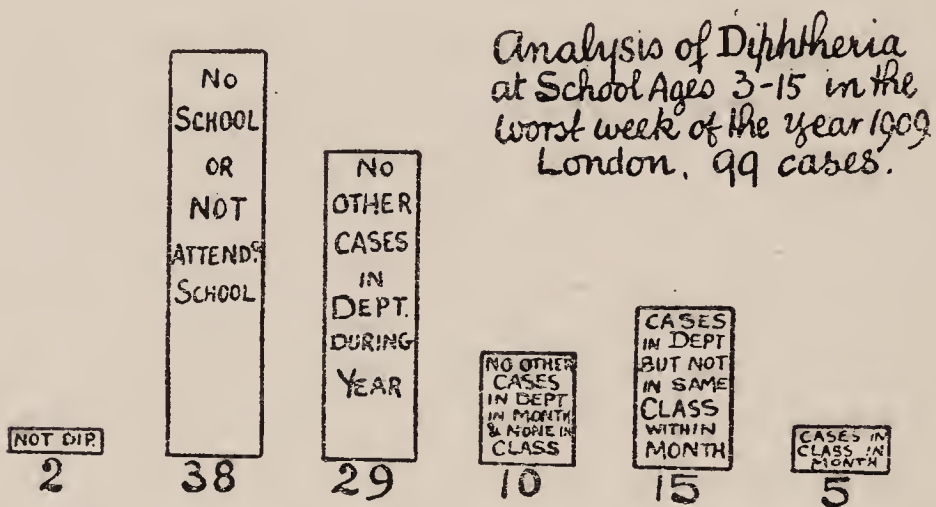 Analysis of Diphtheria
at School Ages 3-15 in the
worst week of the year 1909
London. 99 cases.
NOT DIP.
2
NO
SCHOOL
OR
NOT
ATTENDG
SCHOOL
38
NO
OTHER
CASES
IN
DEPT.
DURING
YEAR
29
NO OTHER
CASES
IN DEPT
IN MONTH
& NONE IN
CLASS
10
CASES
IN DEPT
BUT NOT
IN SAME
CLASS
WITHIN
MONTH
15
CASES IN
CLASS IN
MONTH
5